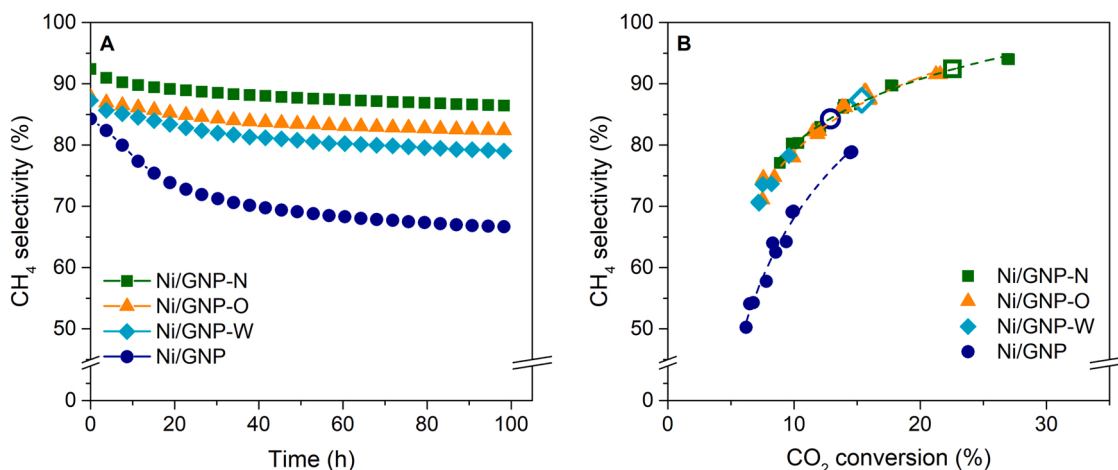 A
CH₄ selectivity (%)
100
90
80
70
60
50
0
Ni/GNP-N
Ni/GNP-O
Ni/GNP-W
Ni/GNP
0 20 40 60 80 100
Time (h)
B
CH₄ selectivity (%)
100
90
80
70
60
50
0
Ni/GNP-N
Ni/GNP-O
Ni/GNP-W
Ni/GNP
0 10 20 30
CO₂ conversion (%)